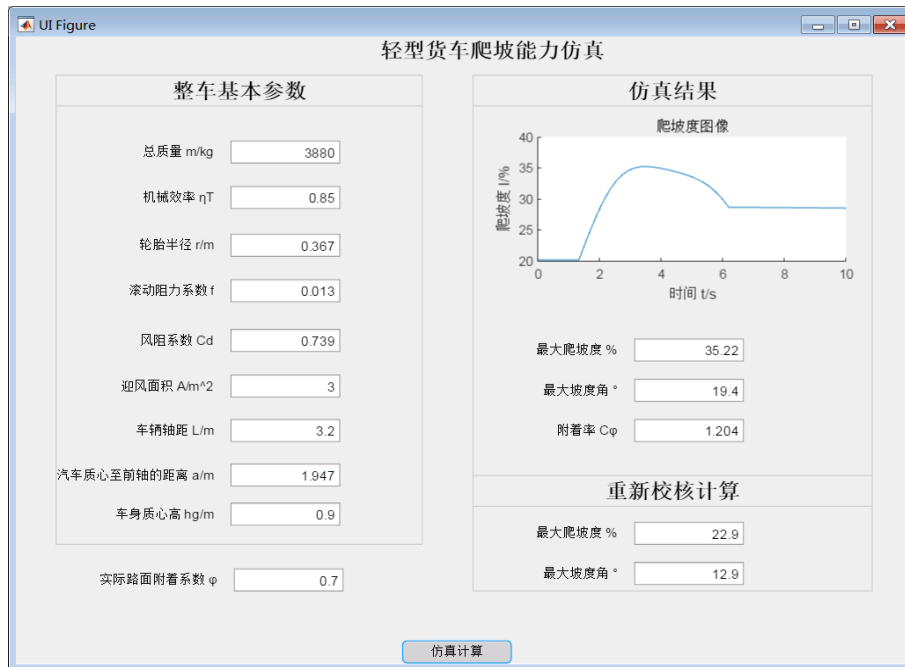 UI Figure
轻型货车爬坡能力仿真
整车基本参数
总质量 m/kg 3880
机械效率 ηT 0.85
轮胎半径 r/m 0.367
滚动阻力系数 f 0.013
风阻系数 Cd 0.739
迎风面积 A/m^2 3
车辆轴距 L/m 3.2
汽车质心至前轴的距离 a/m 1.947
车身质心高 hg/m 0.9
实际路面附着系数 φ 0.7
仿真结果
爬坡度图像
40
35
30
25
20
爬坡度 I/%
0 2 4 6 8 10
时间 t/s
最大爬坡度 % 35.22
最大坡度角 ° 19.4
附着率 Cφ 1.204
重新校核计算
最大爬坡度 % 22.9
最大坡度角 ° 12.9
仿真计算